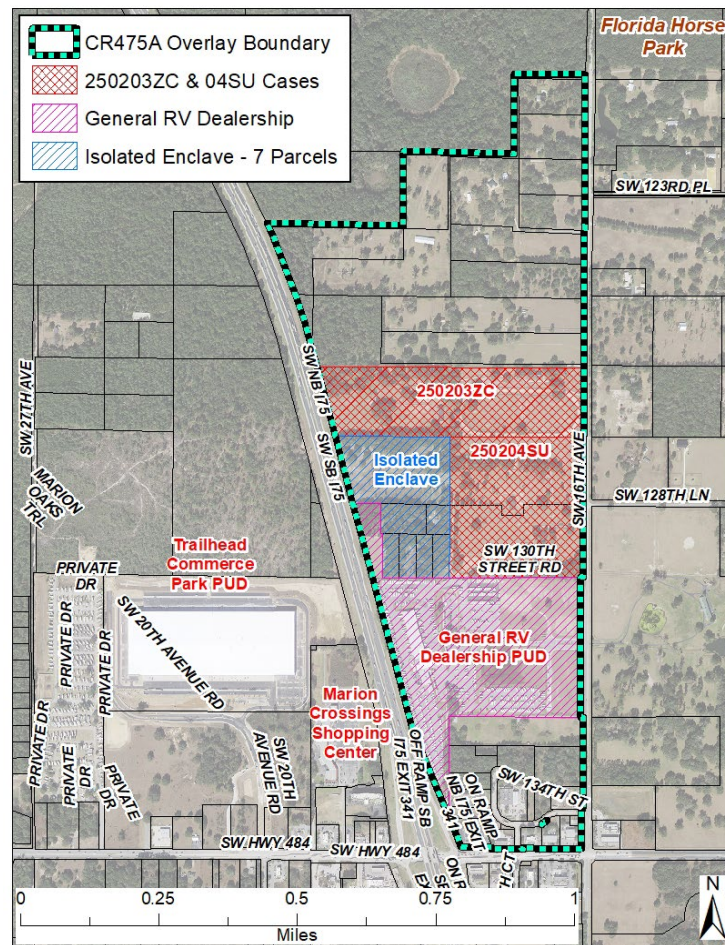 CR475A Overlay Boundary
250203ZC & 04SU Cases
General RV Dealership
Isolated Enclave - 7 Parcels
Florida Horse
Park
SW 123RD PL
SW 27TH AVE
SW NB I75
SW SB I75
250203ZC
250204SU
SW 16TH AVE
Isolated
Enclave
SW 128TH LN
MARION
OAKS
TRL
SW 130TH
STREET RD
Trailhead
Commerce
Park PUD
PRIVATE
DR
PRIVATE DR
PRIVATE DR
SW 20TH AVENUE RD
General RV
Dealership PUD
Marion
Crossings
Shopping
Center
PRIVATE DR
PRIVATE
DR
PRIVATE
DR
SW 20TH
AVENUE RD
OFF RAMP SB
I75 EXIT 341
ON RAMP
NB I75 EXIT
341
SW 134TH ST
SW HWY 484
SW HWY 484
TH CT
ON R
0
0.25
0.5
0.75
1
Miles
N